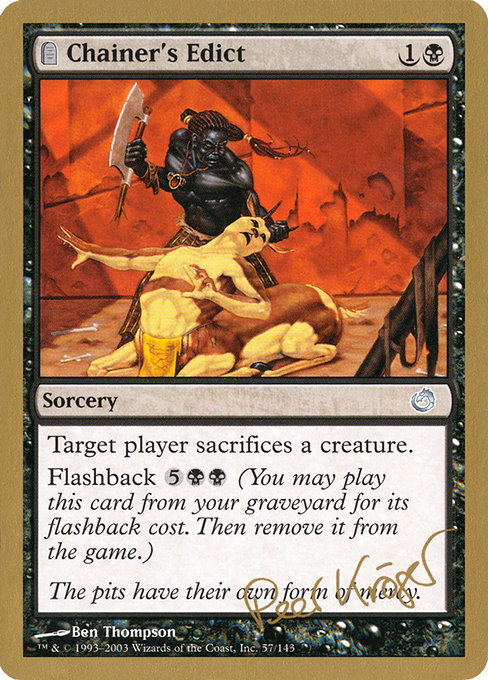 Chainer's Edict 1
Sorcery
Target player sacrifices a creature.
Flashback 5 (You may play
this card from your graveyard for its
flashback cost. Then remove it from
the game.)
The pits have their own form of mercy.
Peer Kröger
Ben Thompson
™ & © 1993–2003 Wizards of the Coast, Inc. 57/143